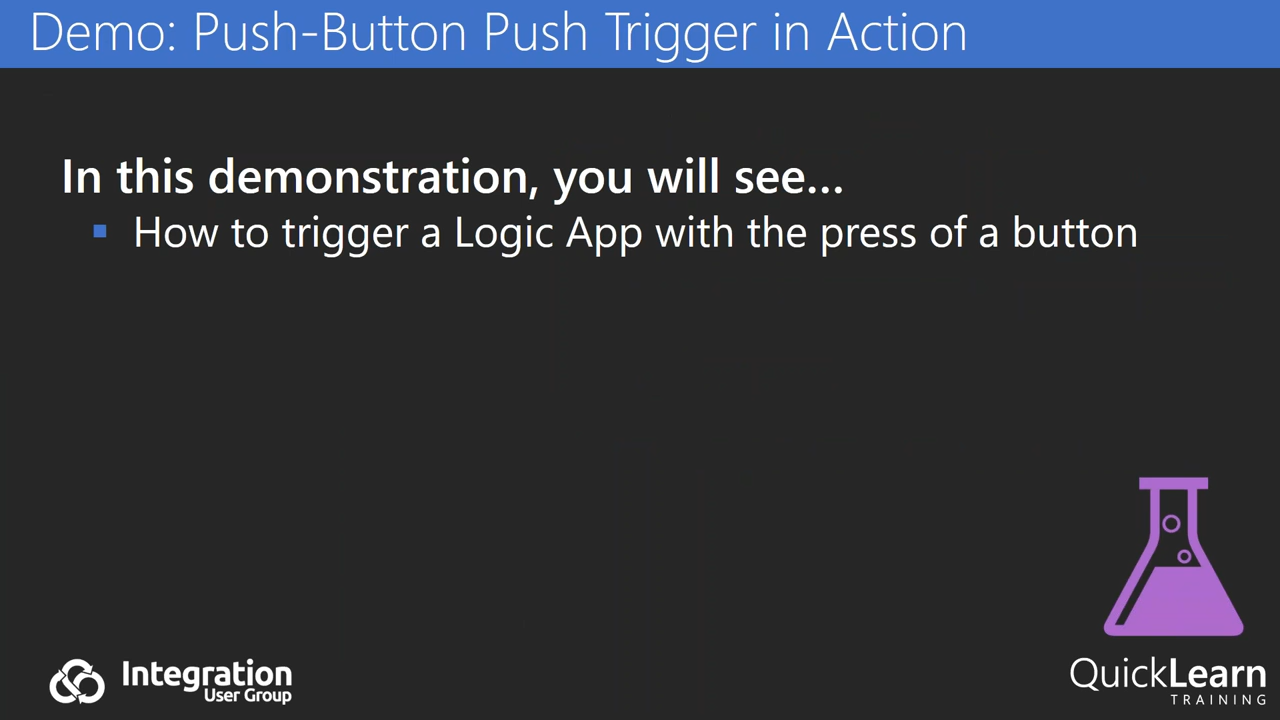 Demo: Push-Button Push Trigger in Action
In this demonstration, you will see...
How to trigger a Logic App with the press of a button
Integration
User Group
QuickLearn
TRAINING